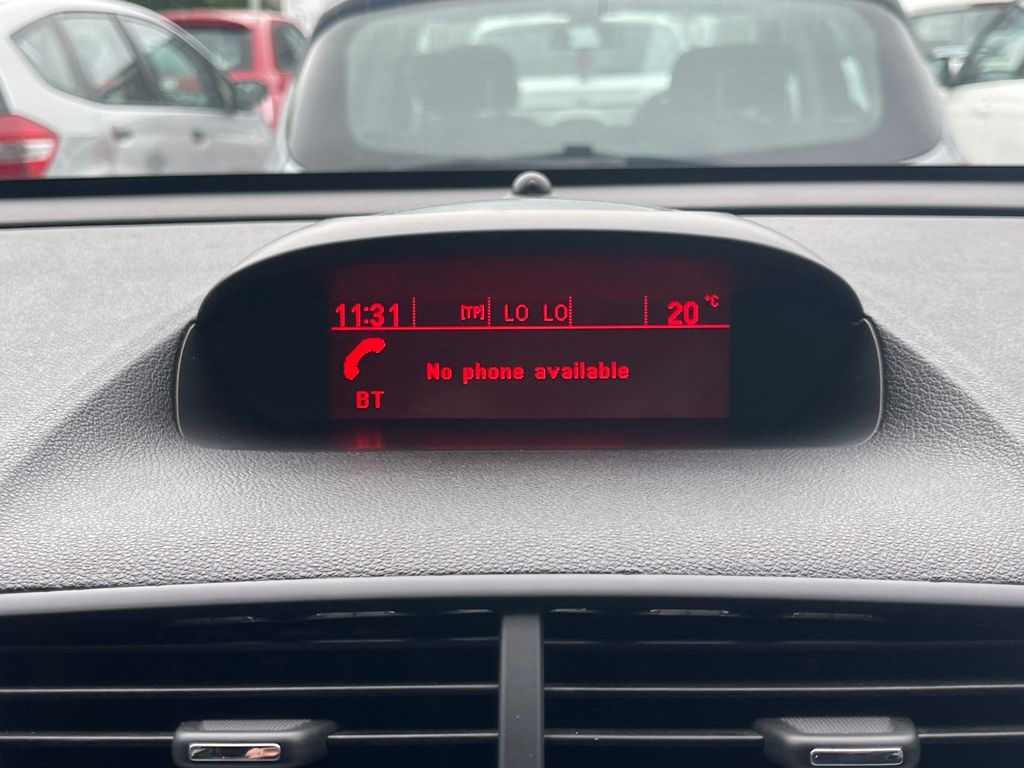 11:31 [TP] LO LO 20 °C
No phone available
BT